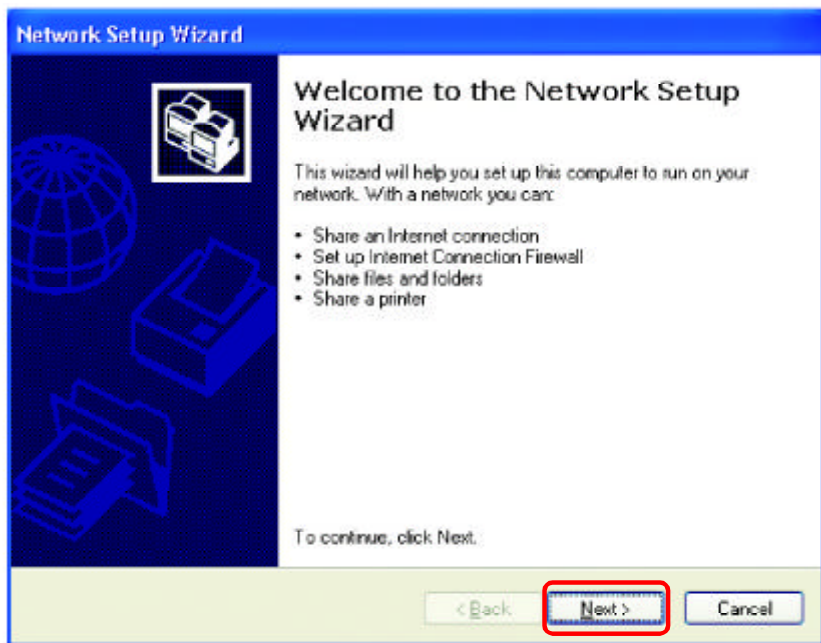 Network Setup Wizard
Welcome to the Network Setup
Wizard
This wizard will help you set up this computer to run on your
network. With a network you can:
• Share an Internet connection
• Set up Internet Connection Firewall
• Share files and folders
• Share a printer
To continue, click Next.
< Back Next > Cancel